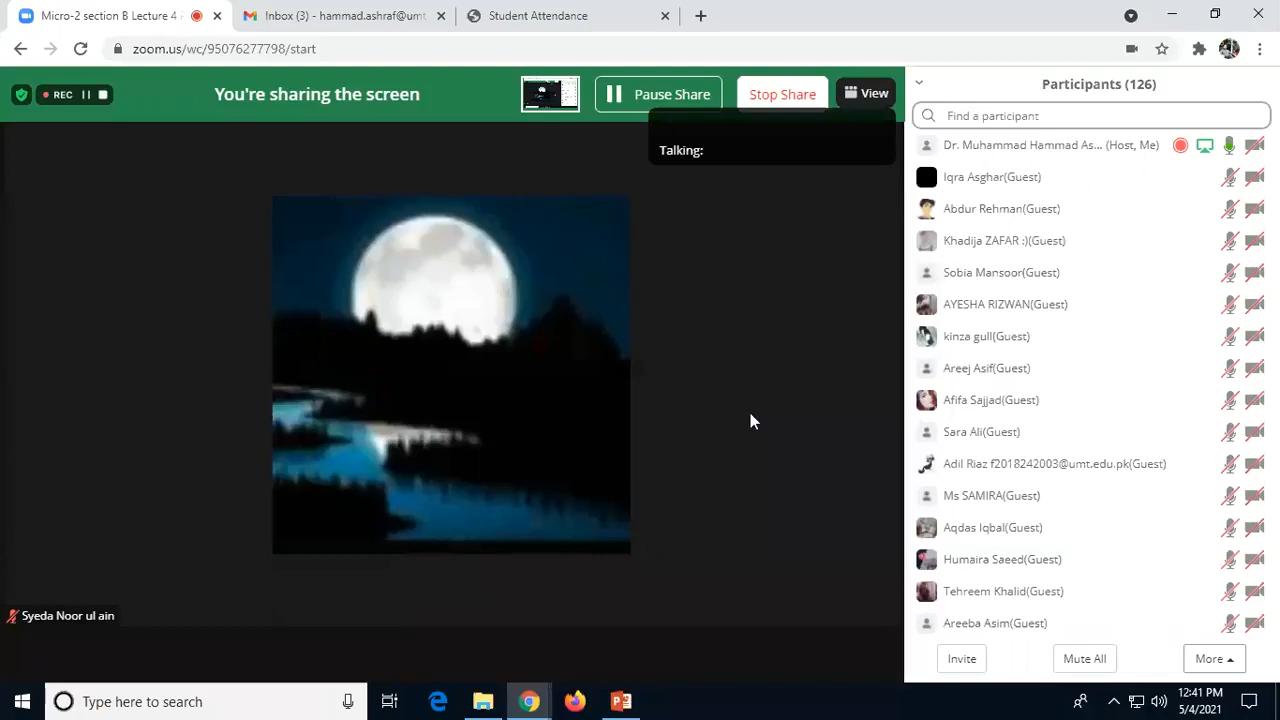 Micro-2 section B Lecture 4
Inbox (3) - hammad.ashraf@umt
Student Attendance
zoom.us/wc/95076277798/start
REC
You're sharing the screen
Pause Share
Stop Share
View
Talking:
Participants (126)
Find a participant
Dr. Muhammad Hammad As... (Host, Me)
Iqra Asghar(Guest)
Abdur Rehman(Guest)
Khadija ZAFAR :)(Guest)
Sobia Mansoor(Guest)
AYESHA RIZWAN(Guest)
kinza gull(Guest)
Areej Asif(Guest)
Afifa Sajjad(Guest)
Sara Ali(Guest)
Adil Riaz f2018242003@umt.edu.pk(Guest)
Ms SAMIRA(Guest)
Aqdas Iqbal(Guest)
Humaira Saeed(Guest)
Tehreem Khalid(Guest)
Areeba Asim(Guest)
Syeda Noor ul ain
Invite
Mute All
More
Type here to search
12:41 PM
5/4/2021